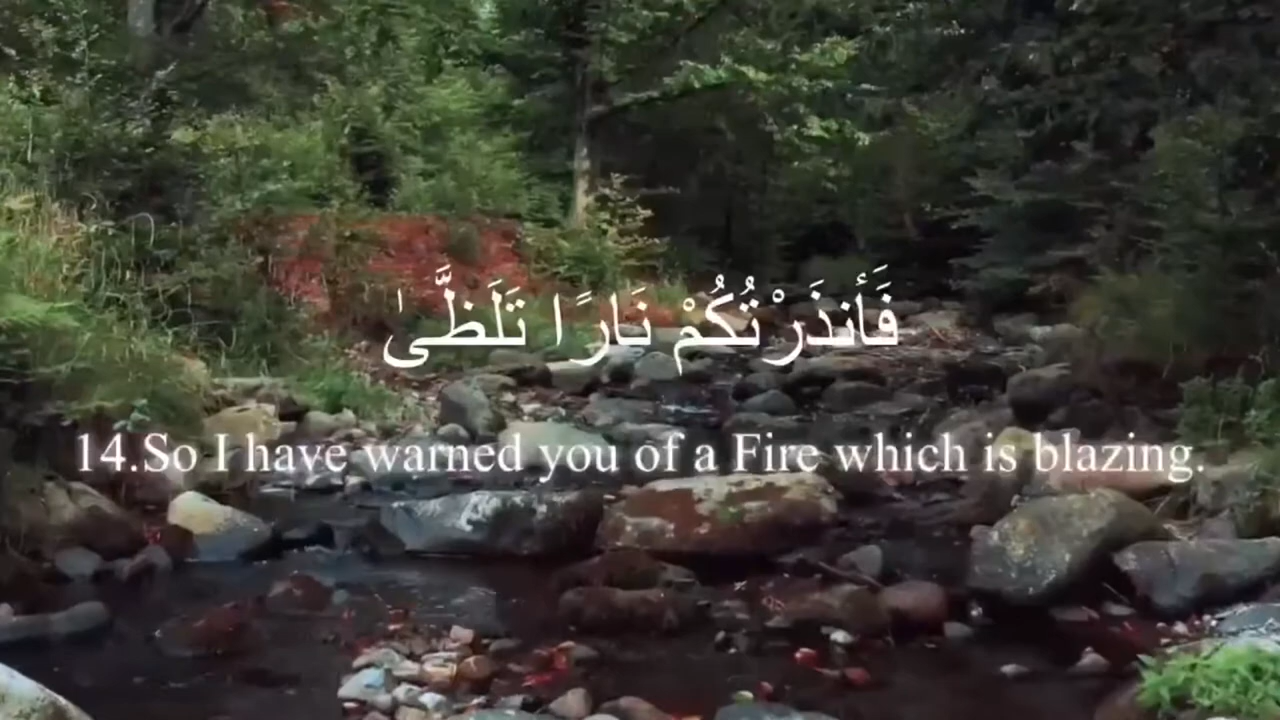 فَأَنذَرْتُكُمْ نَارًا تَلَظَّىٰ
14.So I have warned you of a Fire which is blazing.